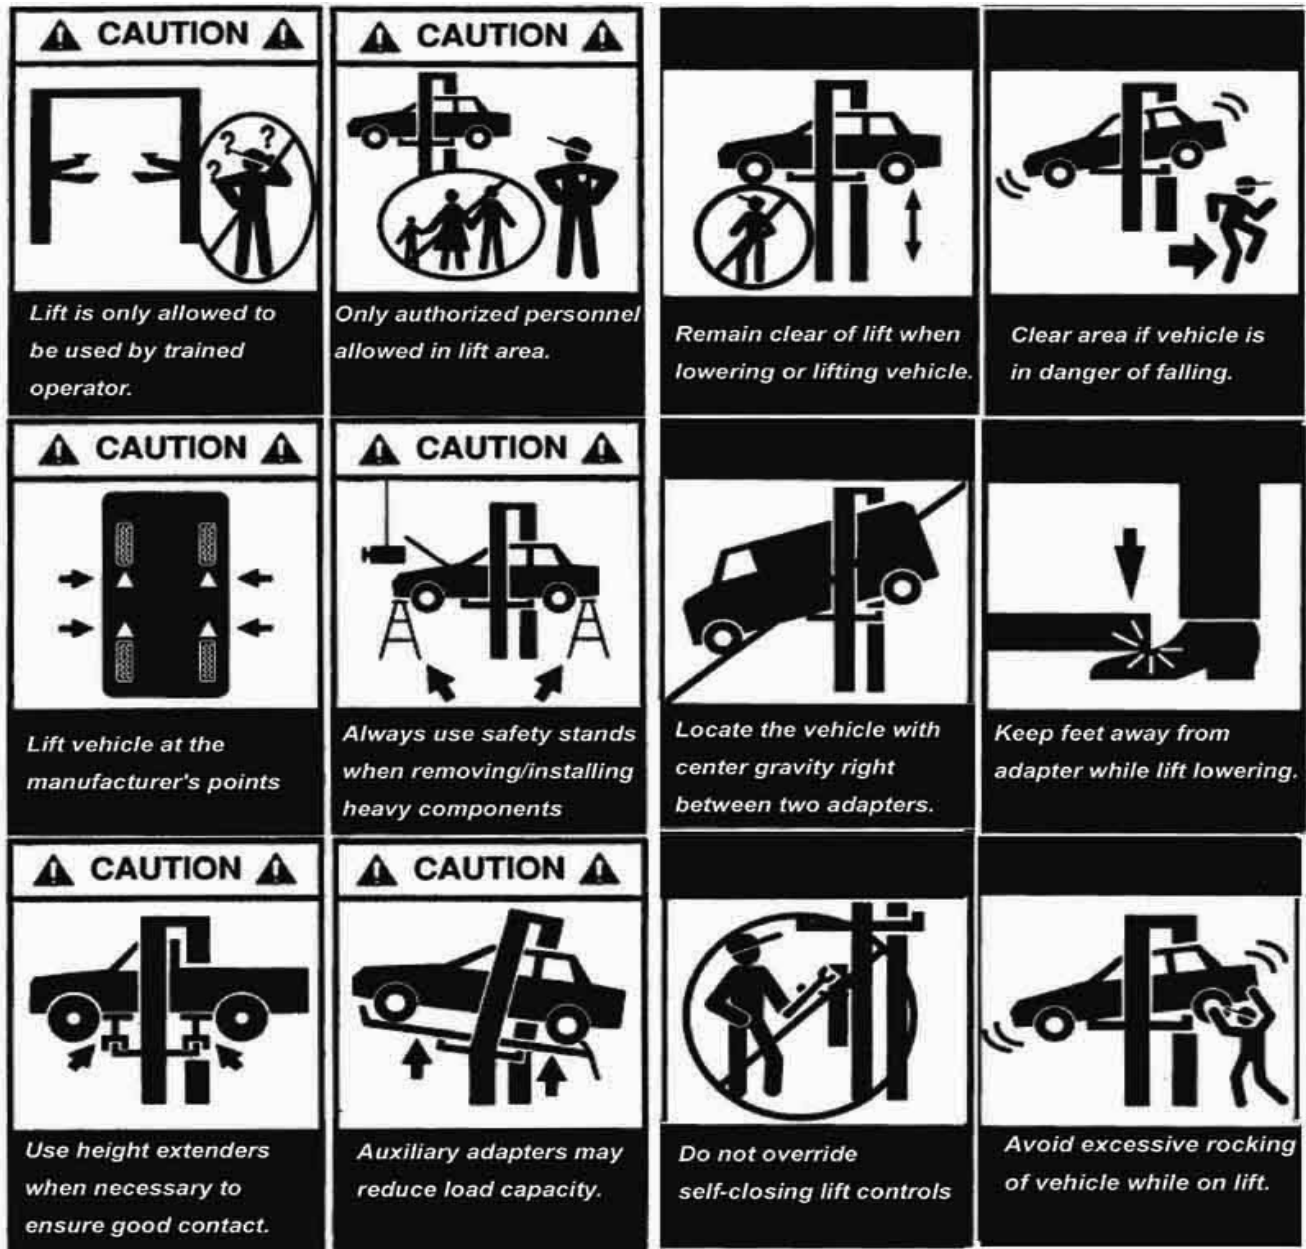 CAUTION
Lift is only allowed to
be used by trained
operator.
CAUTION
Only authorized personnel
allowed in lift area.
Remain clear of lift when
lowering or lifting vehicle.
Clear area if vehicle is
in danger of falling.
CAUTION
Lift vehicle at the
manufacturer's points
CAUTION
Always use safety stands
when removing/installing
heavy components
Locate the vehicle with
center gravity right
between two adapters.
Keep feet away from
adapter while lift lowering.
CAUTION
Use height extenders
when necessary to
ensure good contact.
CAUTION
Auxiliary adapters may
reduce load capacity.
Do not override
self-closing lift controls
Avoid excessive rocking
of vehicle while on lift.